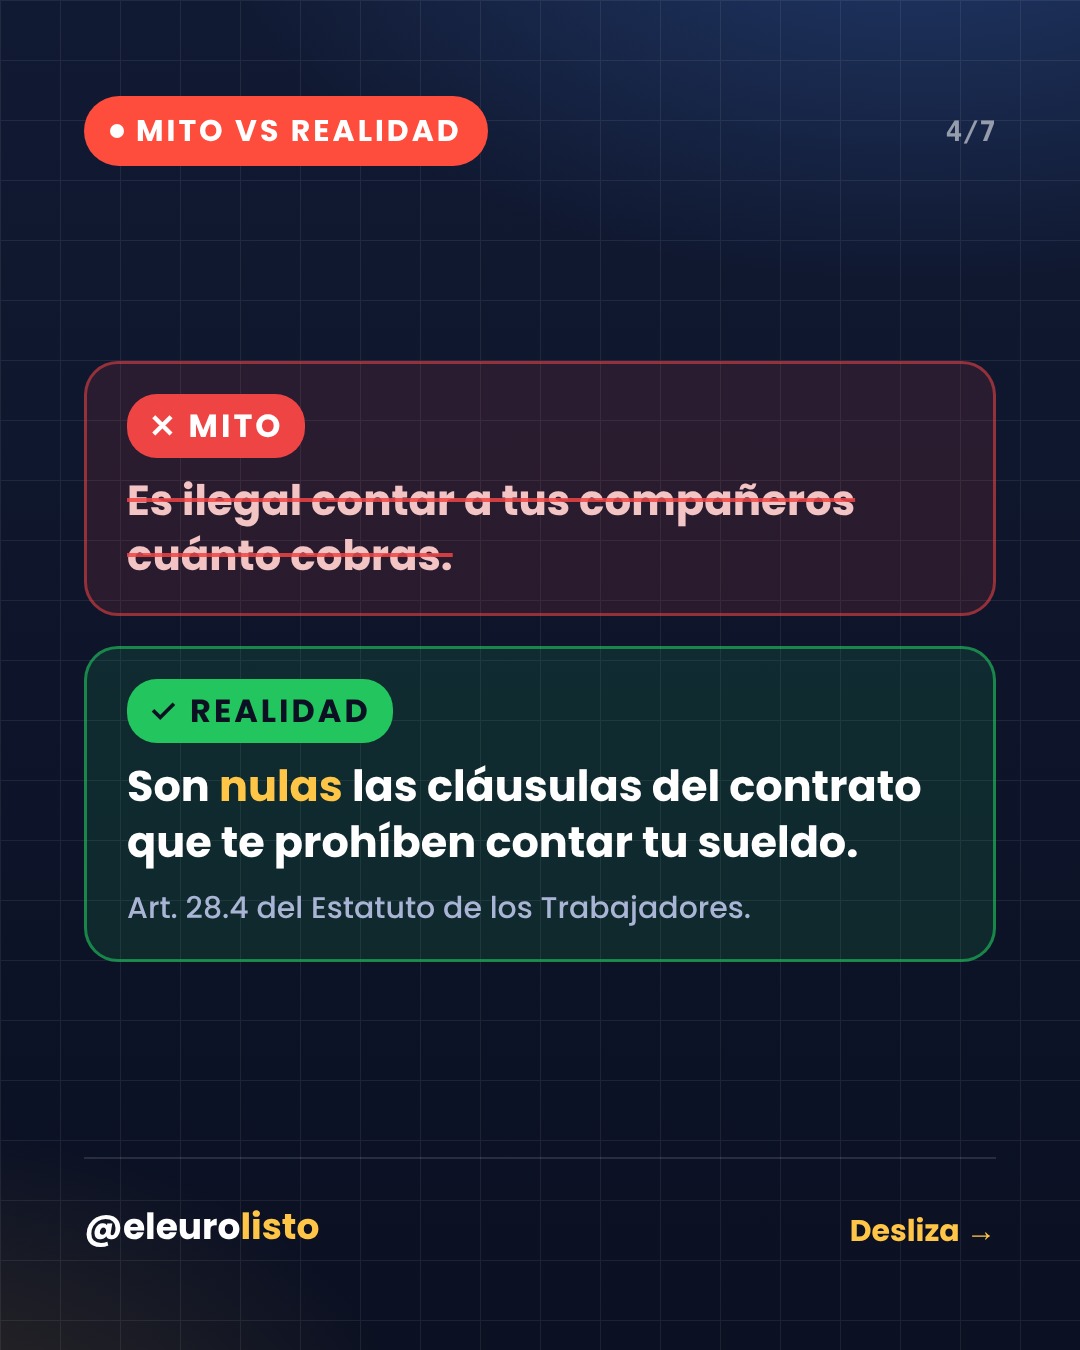 • MITO VS REALIDAD
4/7
✕ MITO
Es ilegal contar a tus compañeros
cuánto cobras.
✓ REALIDAD
Son nulas las cláusulas del contrato
que te prohíben contar tu sueldo.
Art. 28.4 del Estatuto de los Trabajadores.
@eleurolisto
Desliza →